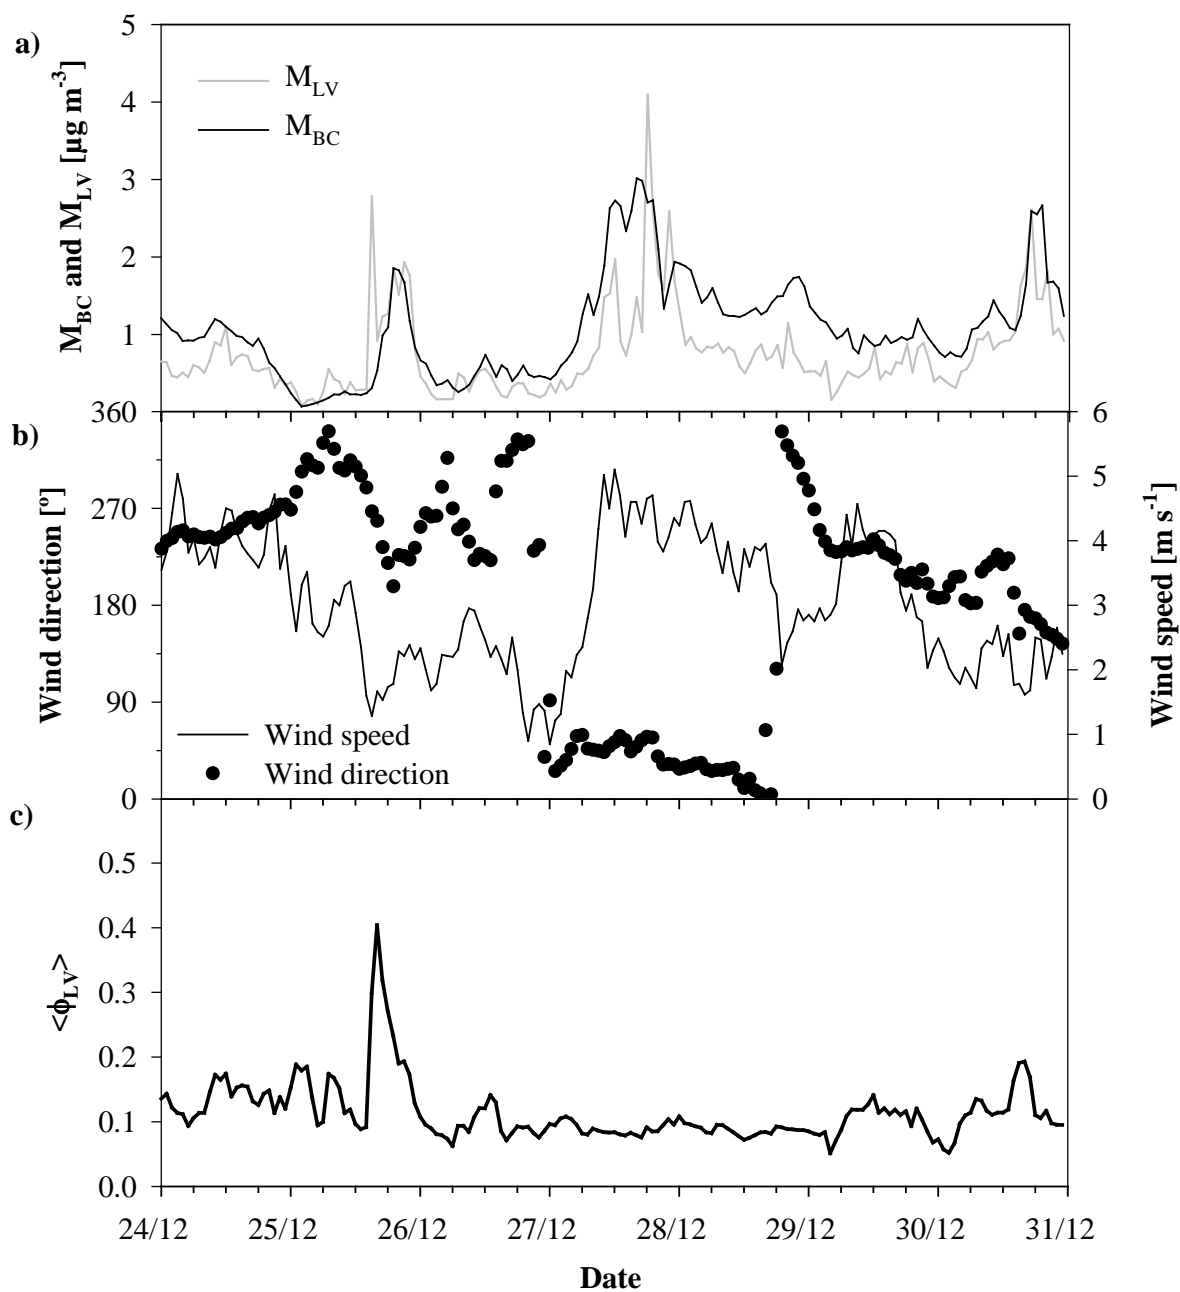 a)
M_BC and M_LV [µg m^-3]
5
4
3
2
1
M_LV
M_BC
b)
Wind direction [º]
360
270
180
90
0
Wind speed
Wind direction
6
5
4
3
2
1
0
Wind speed [m s^-1]
c)
<ϕ_LV>
0.5
0.4
0.3
0.2
0.1
0.0
24/12 25/12 26/12 27/12 28/12 29/12 30/12 31/12
Date